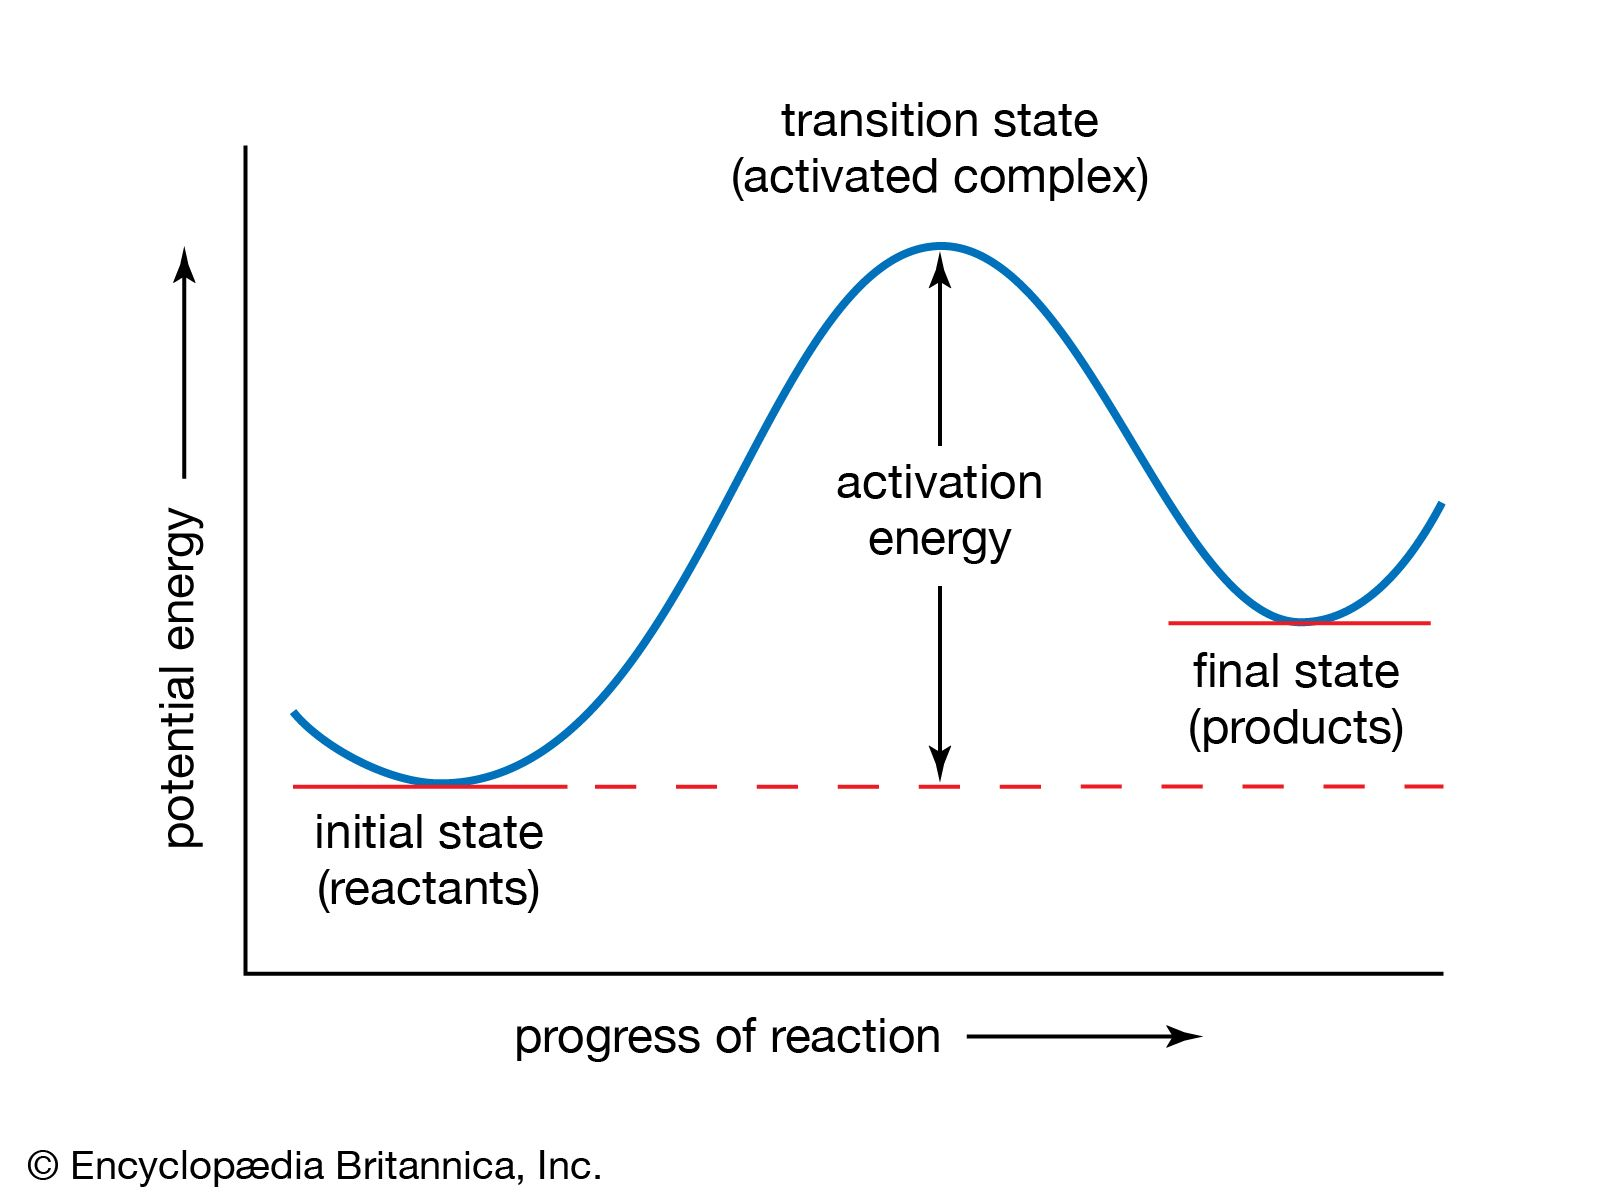 transition state
(activated complex)
potential energy
activation
energy
final state
(products)
initial state
(reactants)
progress of reaction
© Encyclopædia Britannica, Inc.